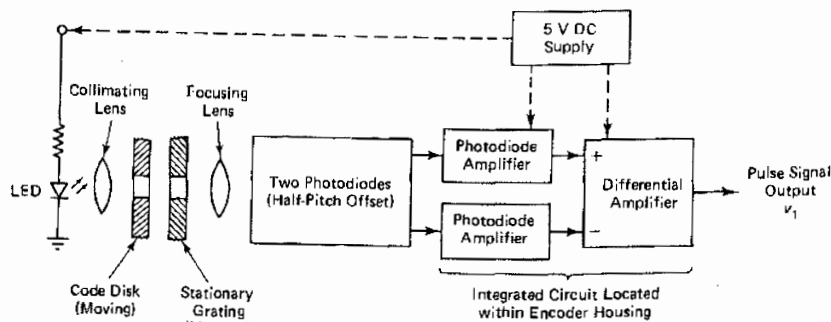 5 V DC
Supply
Collimating
Lens
Focusing
Lens
LED
Two Photodiodes
(Half-Pitch Offset)
Photodiode
Amplifier
Photodiode
Amplifier
+
−
Differential
Amplifier
Pulse Signal
Output
v₁
Code Disk
(Moving)
Stationary
Grating
Integrated Circuit Located
within Encoder Housing